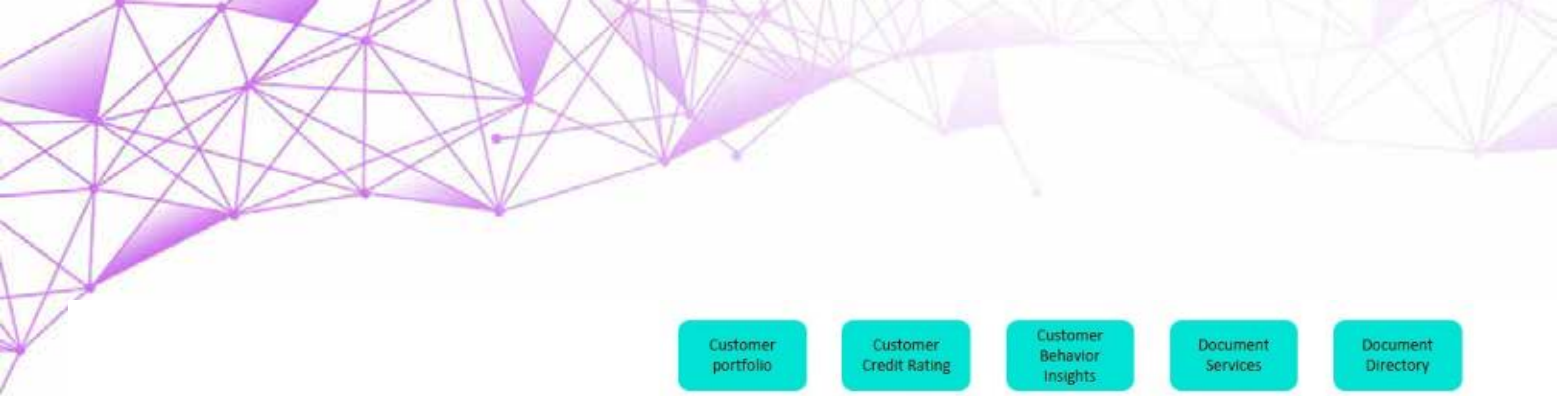 Customer
portfolio
Customer
Credit Rating
Customer
Behavior
Insights
Document
Services
Document
Directory